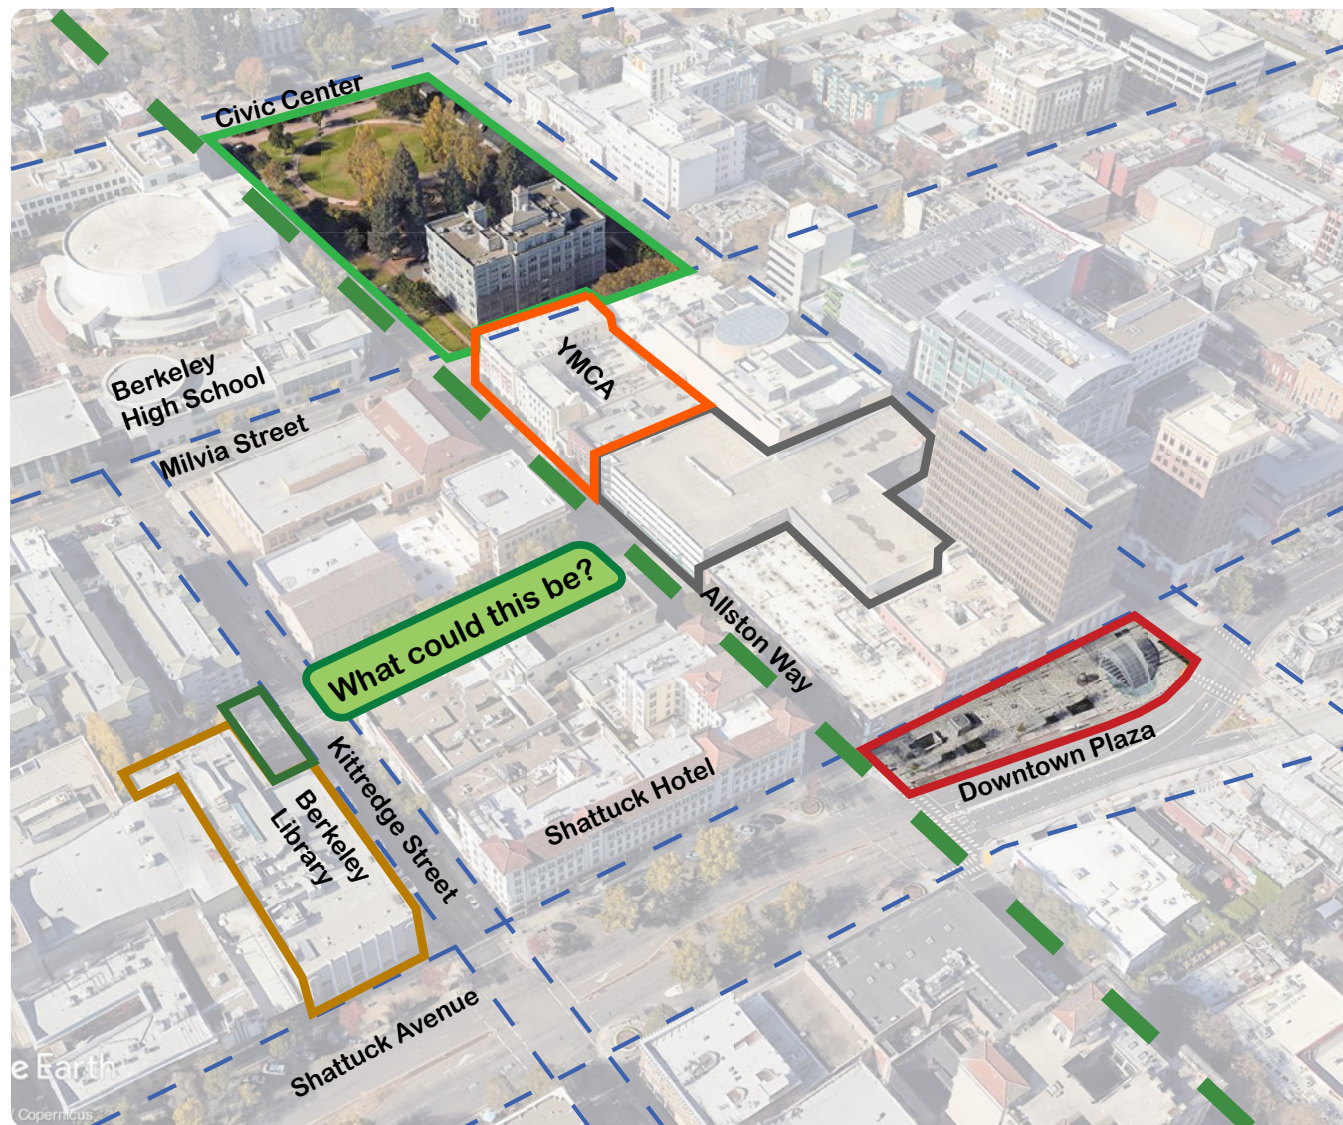 Civic Center
YMCA
Berkeley
High School
Milvia Street
What could this be?
Allston Way
Downtown Plaza
Shattuck Hotel
Kittredge Street
Berkeley
Library
Shattuck Avenue
e Earth
Copernicus